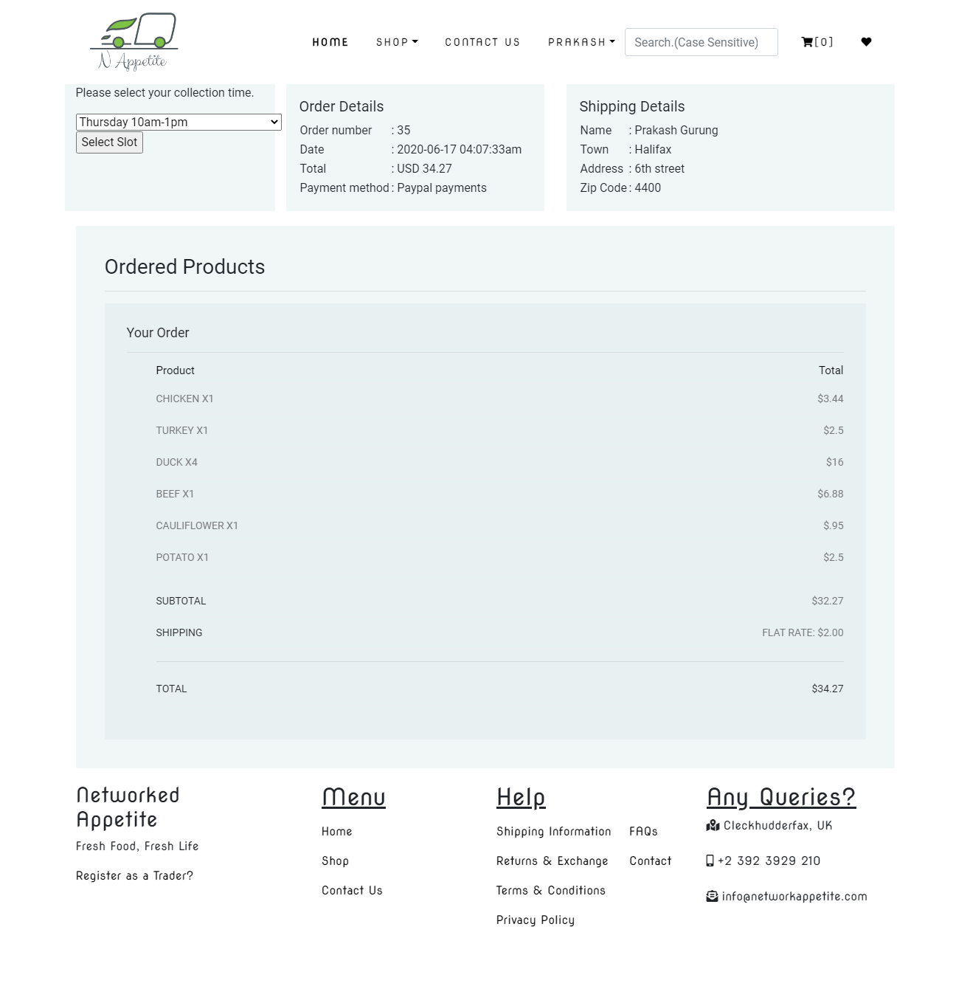 N Appetite
HOME SHOP CONTACT US PRAKASH Search.(Case Sensitive) [0]
Please select your collection time.
Thursday 10am-1pm
Select Slot
Order Details
Order number : 35
Date : 2020-06-17 04:07:33am
Total : USD 34.27
Payment method : Paypal payments
Shipping Details
Name : Prakash Gurung
Town : Halifax
Address : 6th street
Zip Code : 4400
Ordered Products
Your Order
Product Total
CHICKEN X1 $3.44
TURKEY X1 $2.5
DUCK X4 $16
BEEF X1 $6.88
CAULIFLOWER X1 $.95
POTATO X1 $2.5
SUBTOTAL $32.27
SHIPPING FLAT RATE: $2.00
TOTAL $34.27
Networked
Appetite
Fresh Food, Fresh Life
Register as a Trader?
Menu
Home
Shop
Contact Us
Help
Shipping Information
Returns & Exchange
Terms & Conditions
Privacy Policy
FAQs
Contact
Any Queries?
Cleckhudderfax, UK
+2 392 3929 210
info@networkappetite.com